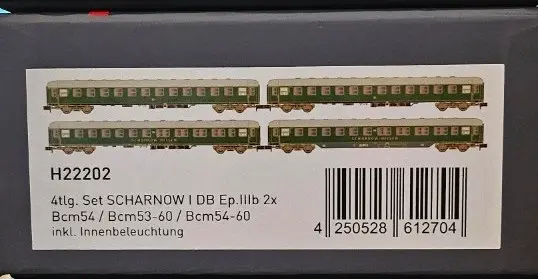 SCHARNOW REISEN SCHARNOW REISEN
H22202
4tlg. Set SCHARNOW I DB Ep.IIIb 2x
Bcm54 / Bcm53-60 / Bcm54-60
inkl. Innenbeleuchtung
4 250528 612704